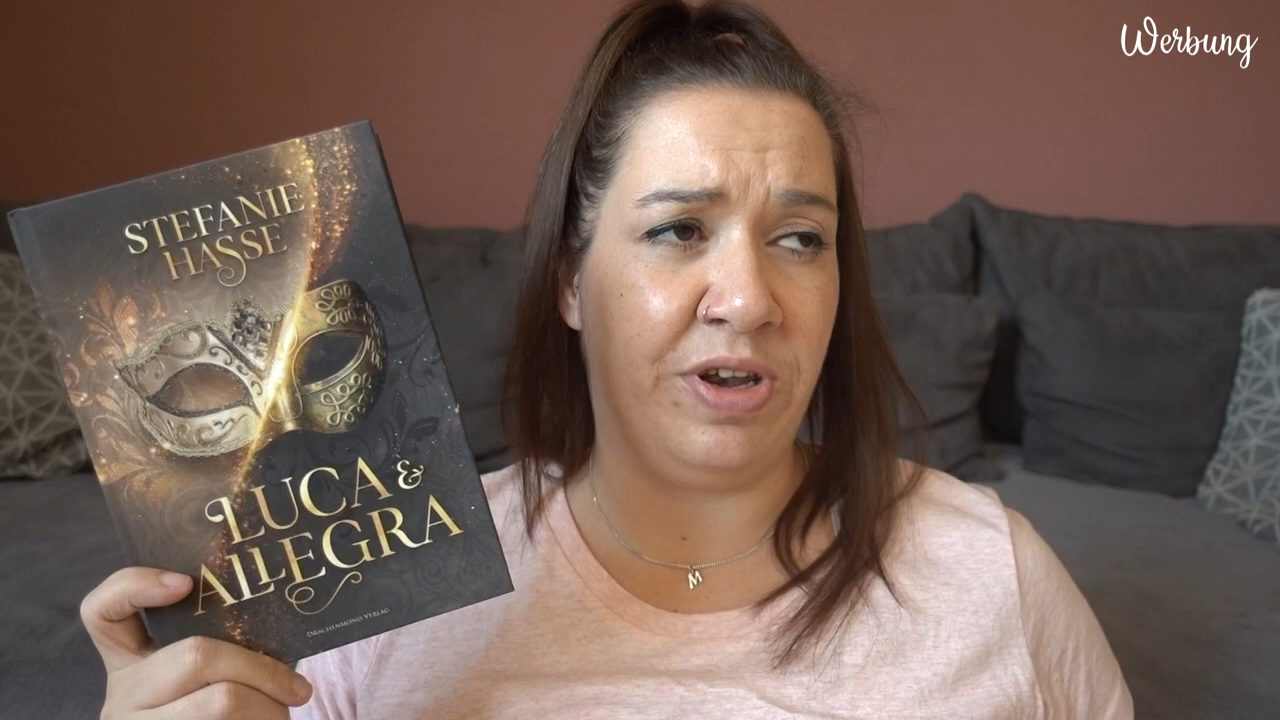 Werbung
STEFANIE
HASSE
LUCA &
ALLEGRA
DRACHENMOND VERLAG
M